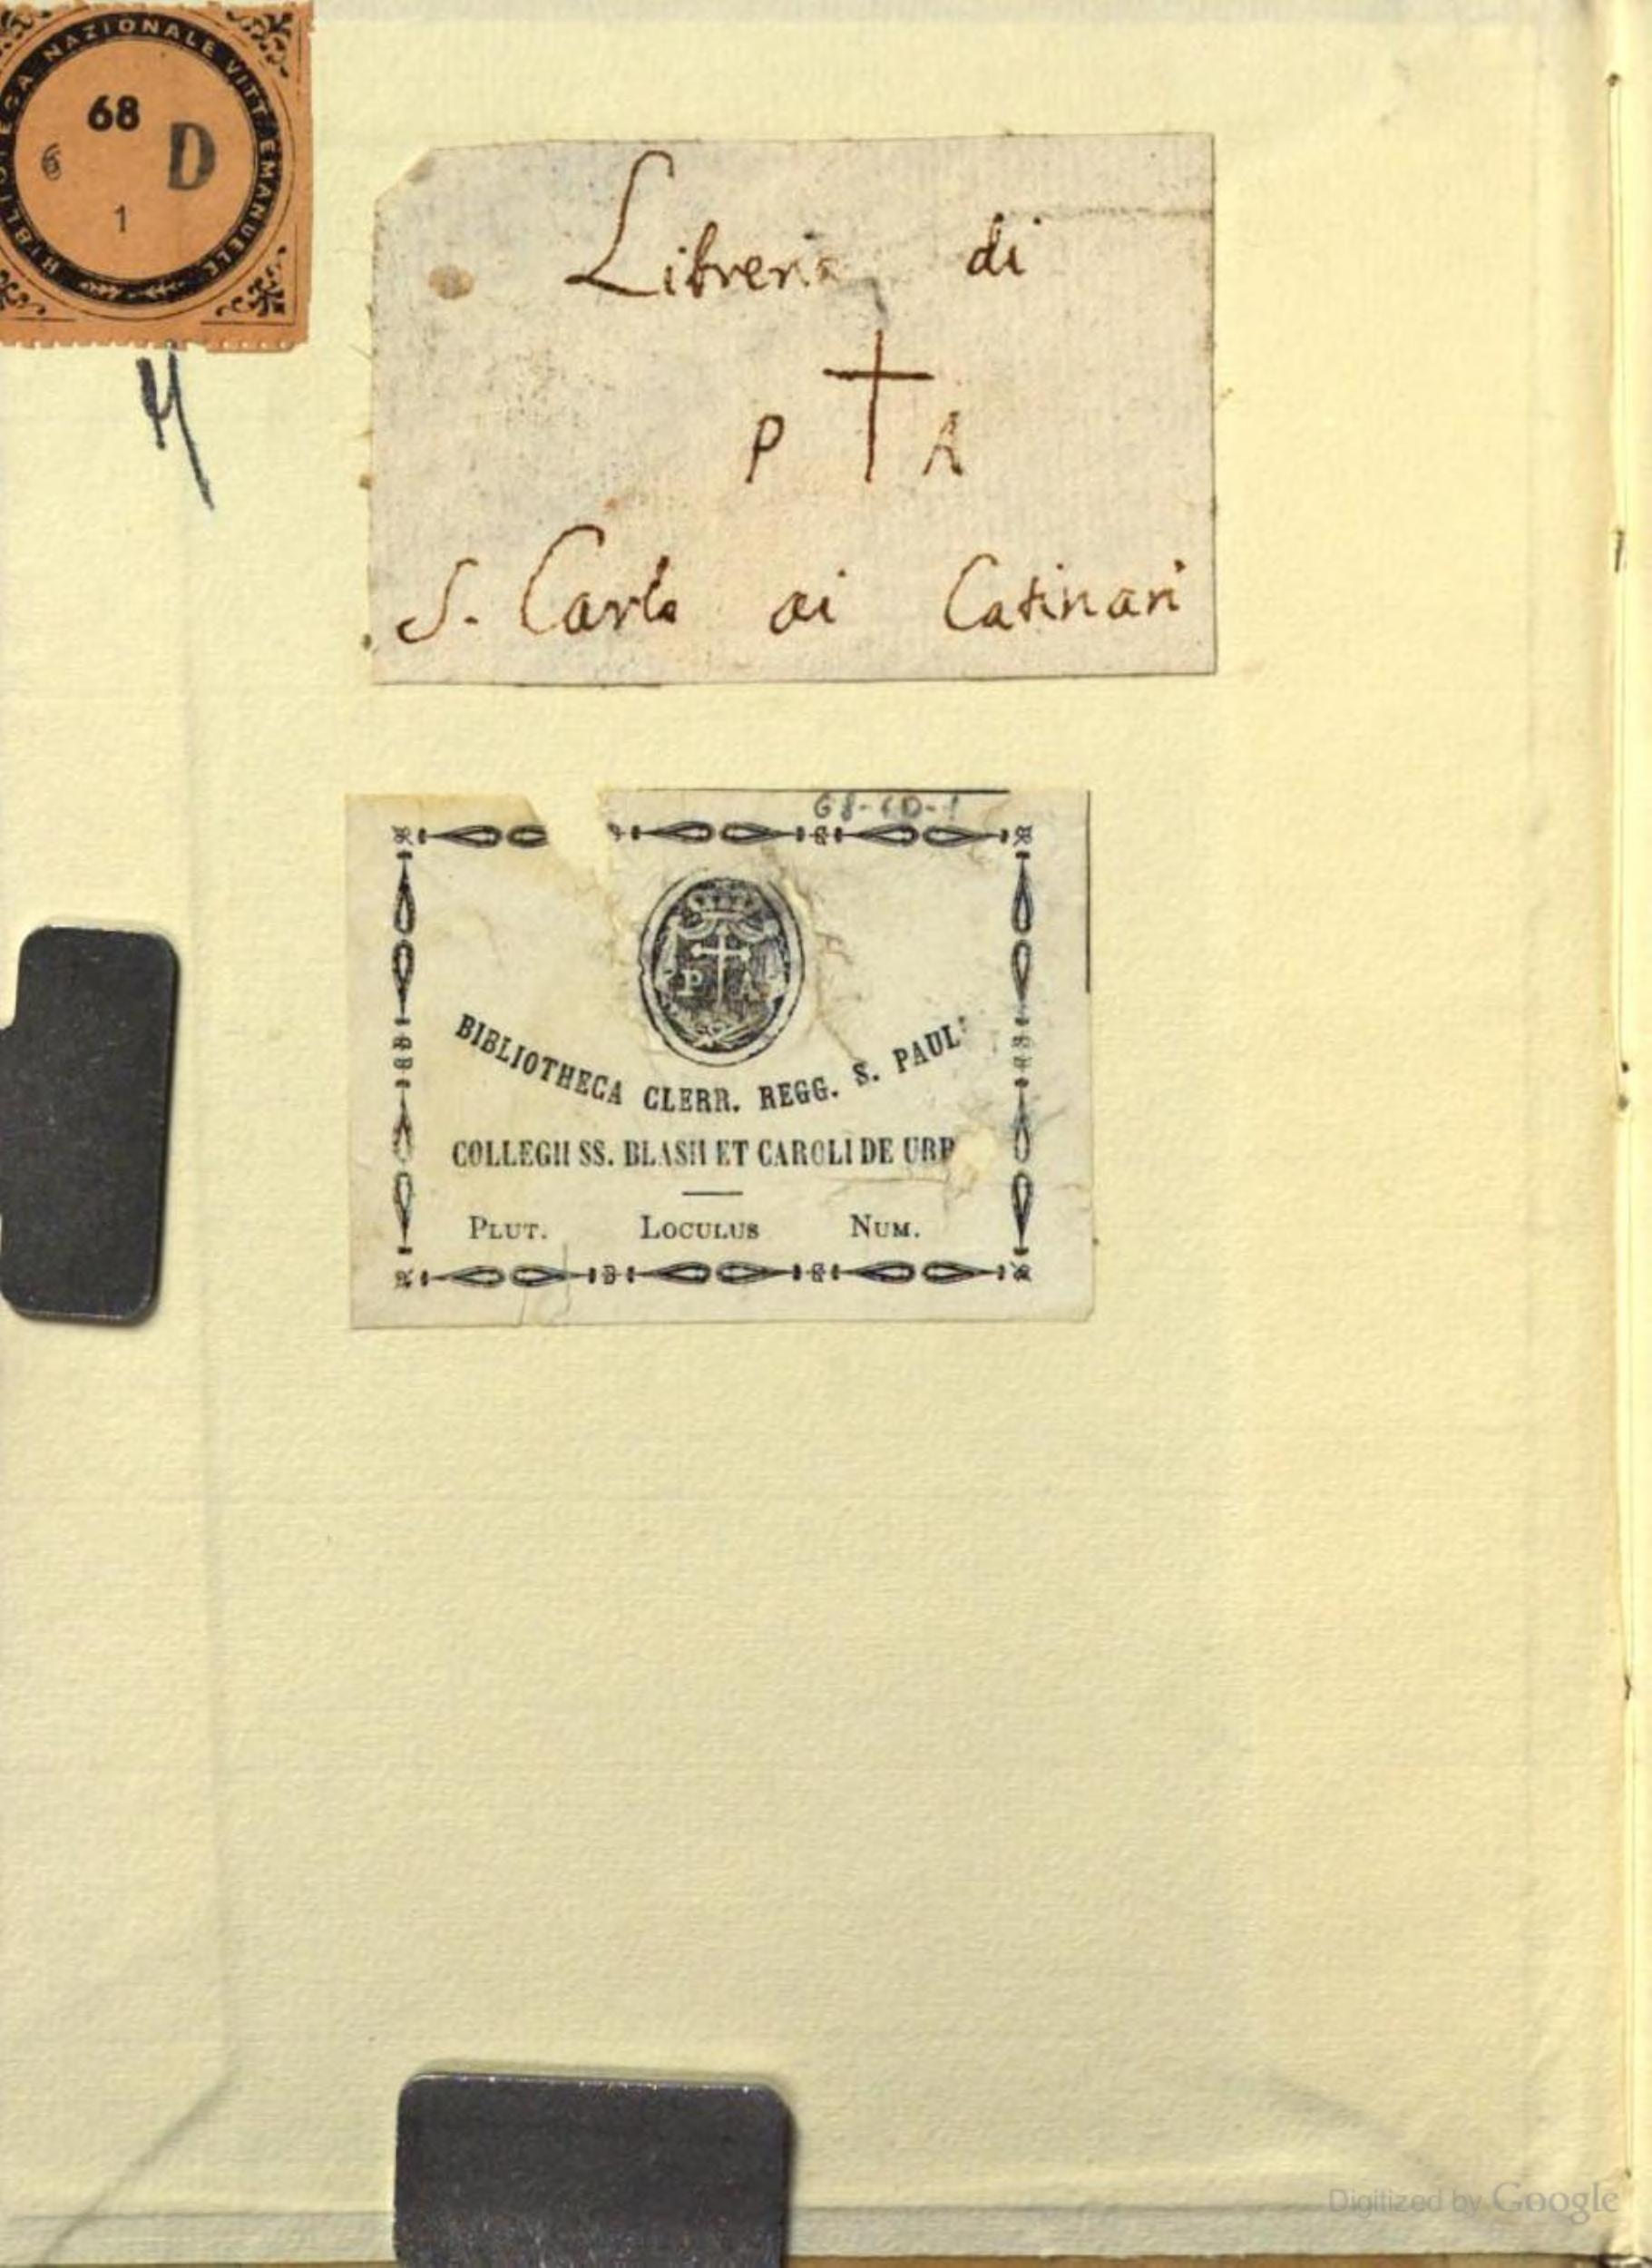 BIBLIOTECA NAZIONALE VITT. EMANUELE
68
6 D
1
Libreria di
P A
S. Carlo ai Catinari
68-6D-1
P A
BIBLIOTHECA CLERR. REGG. S. PAUL
COLLEGII SS. BLASII ET CAROLI DE URB
PLUT. LOCULUS NUM.
Digitized by Google